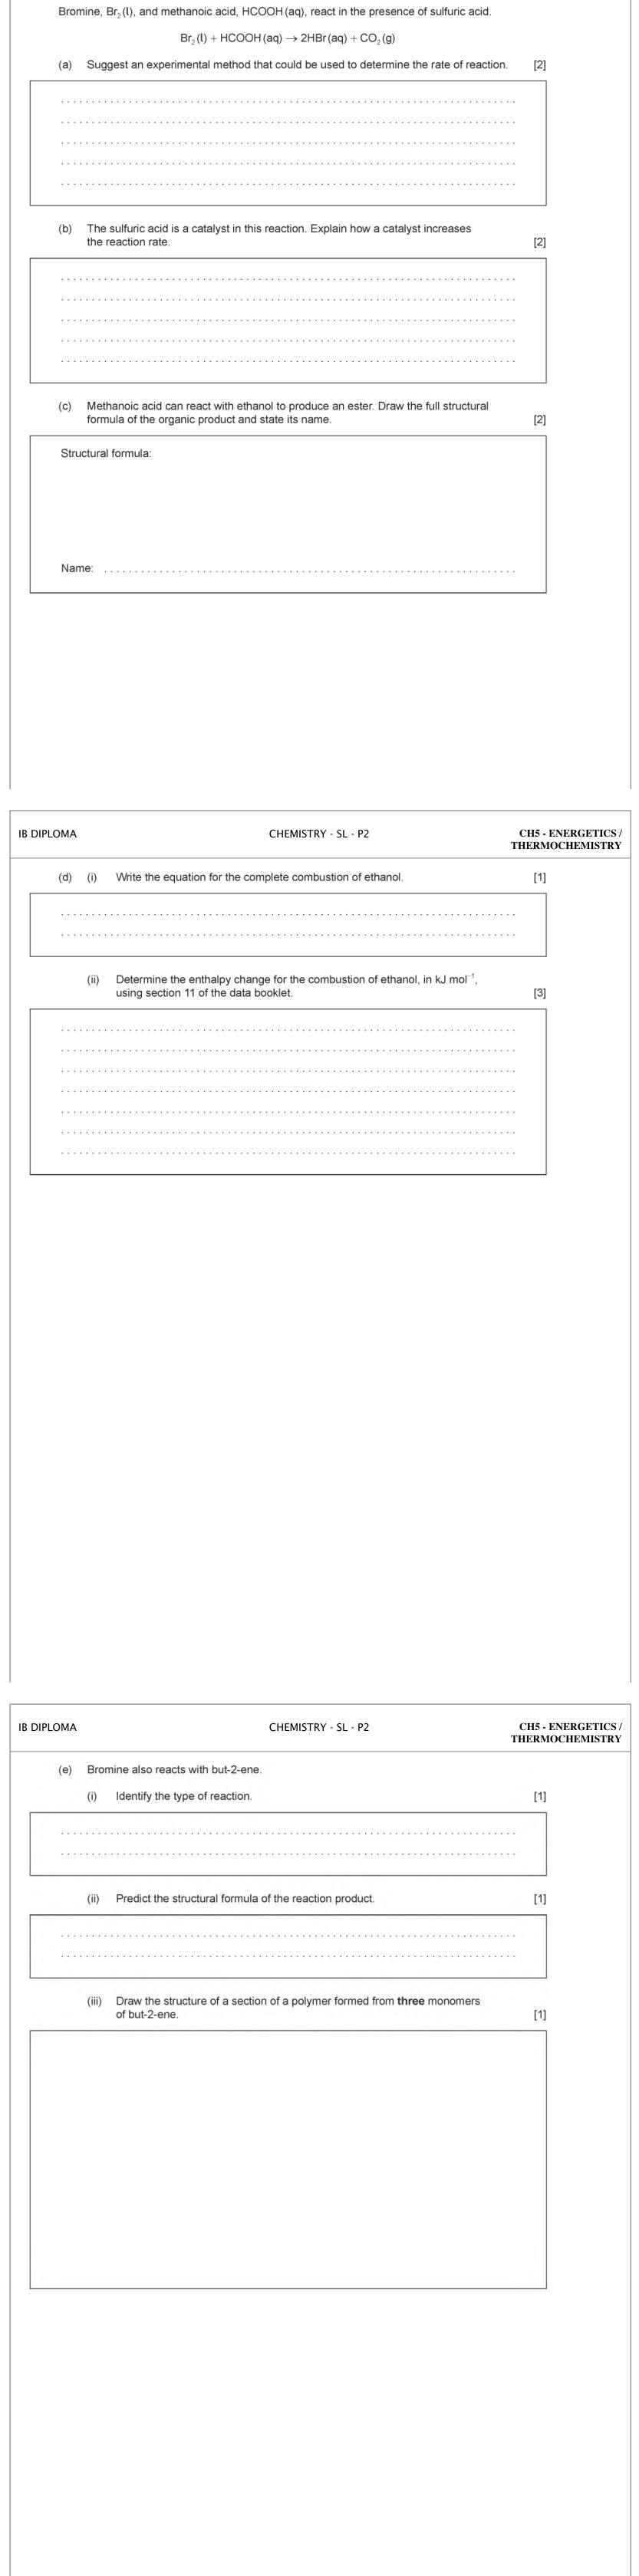 Bromine, Br₂(l), and methanoic acid, HCOOH(aq), react in the presence of sulfuric acid.
Br₂(l) + HCOOH(aq) → 2HBr(aq) + CO₂(g)
(a) Suggest an experimental method that could be used to determine the rate of reaction. [2]
(b) The sulfuric acid is a catalyst in this reaction. Explain how a catalyst increases
the reaction rate. [2]
(c) Methanoic acid can react with ethanol to produce an ester. Draw the full structural
formula of the organic product and state its name. [2]
Structural formula:
Name:
IB DIPLOMA CHEMISTRY - SL - P2 CH5 - ENERGETICS /
THERMOCHEMISTRY
(d) (i) Write the equation for the complete combustion of ethanol. [1]
(ii) Determine the enthalpy change for the combustion of ethanol, in kJ mol⁻¹,
using section 11 of the data booklet. [3]
IB DIPLOMA CHEMISTRY - SL - P2 CH5 - ENERGETICS /
THERMOCHEMISTRY
(e) Bromine also reacts with but-2-ene.
(i) Identify the type of reaction. [1]
(ii) Predict the structural formula of the reaction product. [1]
(iii) Draw the structure of a section of a polymer formed from three monomers
of but-2-ene. [1]